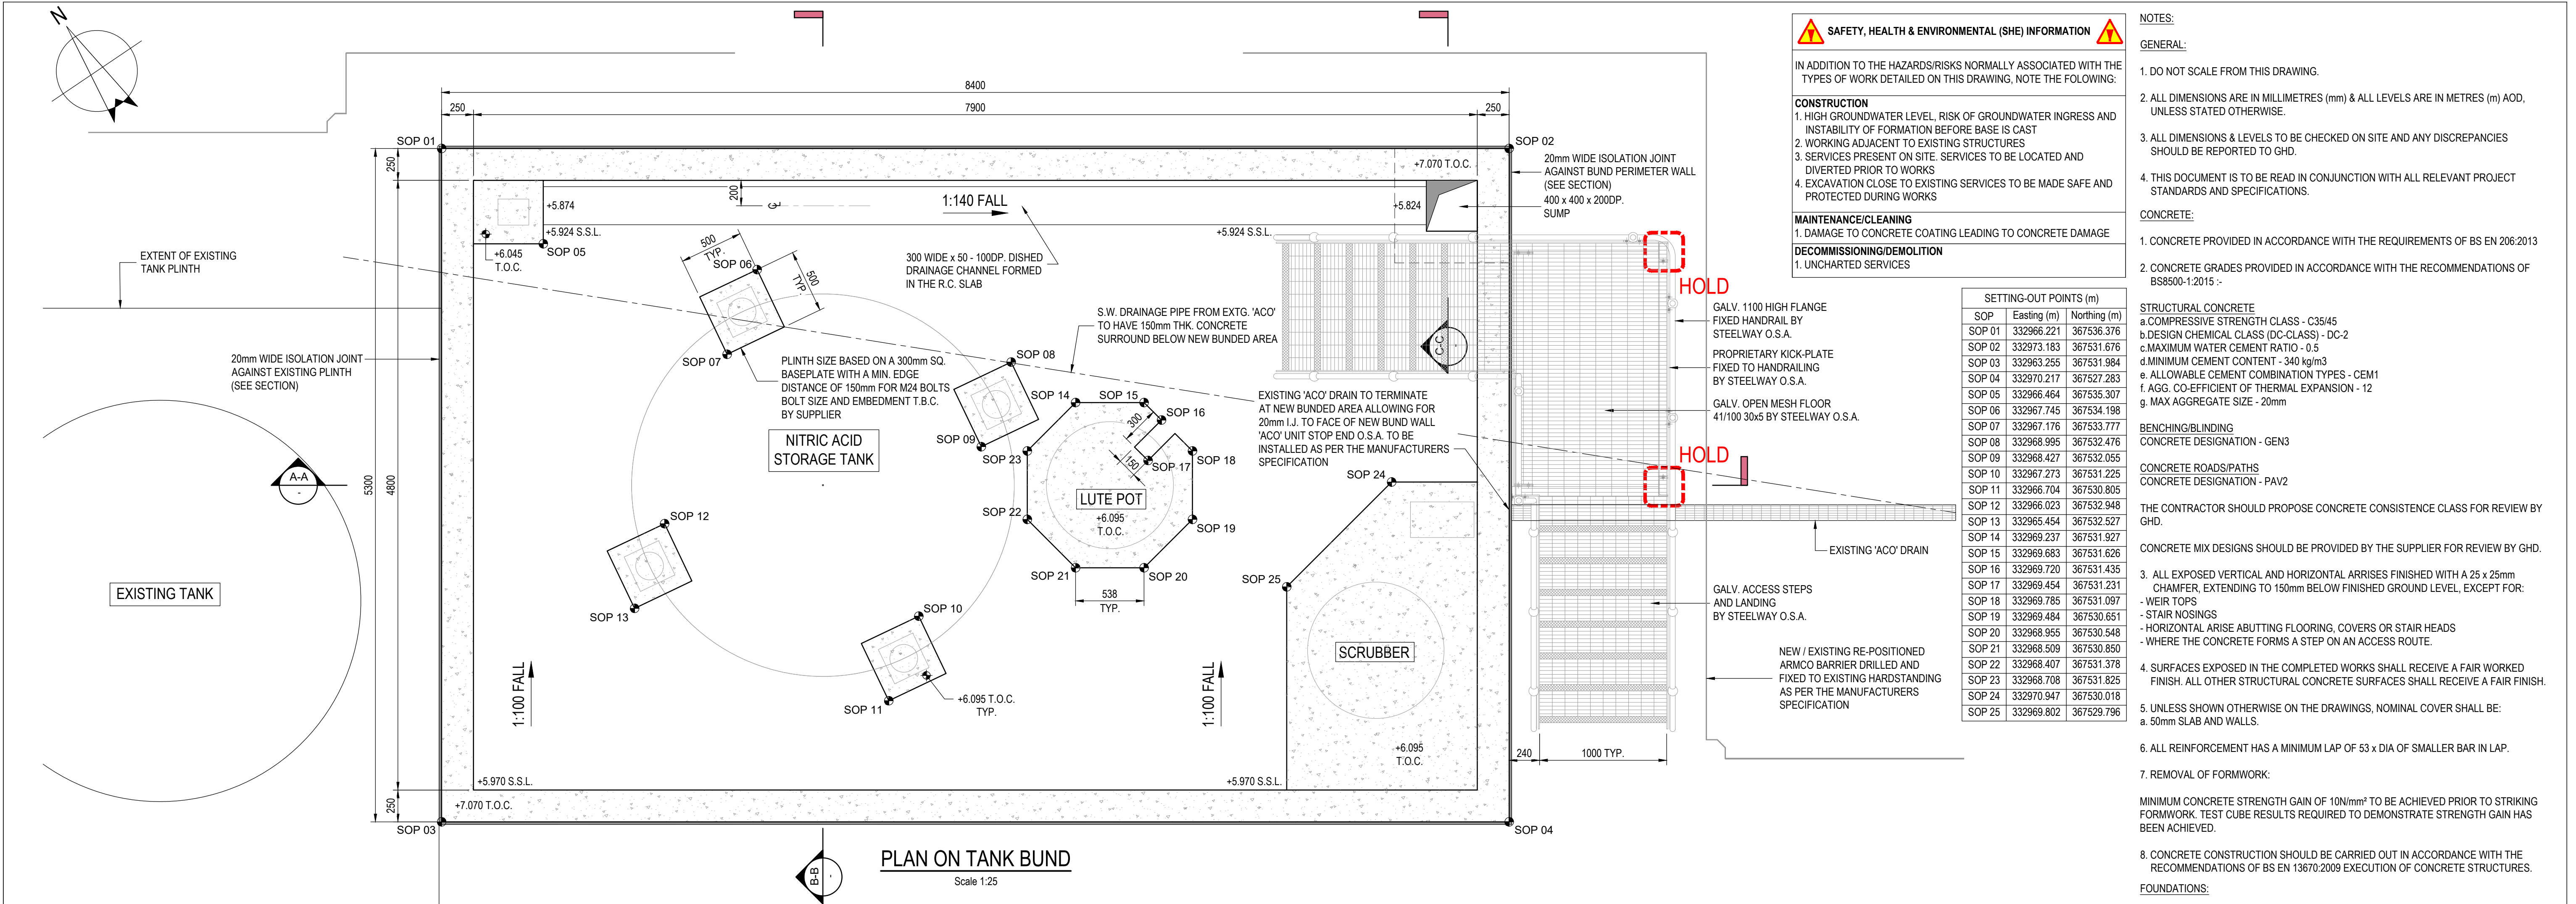 N
8400
250
7900
250
SOP 01
SOP 02
250
+7.070 T.O.C.
20mm WIDE ISOLATION JOINT
AGAINST BUND PERIMETER WALL
(SEE SECTION)
400 x 400 x 200DP.
SUMP
200
℄
1:140 FALL
+5.874
+5.824
+5.924 S.S.L.
+5.924 S.S.L.
SOP 05
+6.045
T.O.C.
EXTENT OF EXISTING
TANK PLINTH
500
TYP.
SOP 06
500
TYP.
300 WIDE x 50 - 100DP. DISHED
DRAINAGE CHANNEL FORMED
IN THE R.C. SLAB
S.W. DRAINAGE PIPE FROM EXTG. 'ACO'
TO HAVE 150mm THK. CONCRETE
SURROUND BELOW NEW BUNDED AREA
C-C
-
HOLD
GALV. 1100 HIGH FLANGE
FIXED HANDRAIL BY
STEELWAY O.S.A.
PROPRIETARY KICK-PLATE
FIXED TO HANDRAILING
BY STEELWAY O.S.A.
GALV. OPEN MESH FLOOR
41/100 30x5 BY STEELWAY O.S.A.
20mm WIDE ISOLATION JOINT
AGAINST EXISTING PLINTH
(SEE SECTION)
SOP 07
PLINTH SIZE BASED ON A 300mm SQ.
BASEPLATE WITH A MIN. EDGE
DISTANCE OF 150mm FOR M24 BOLTS
BOLT SIZE AND EMBEDMENT T.B.C.
BY SUPPLIER
SOP 08
SOP 09
EXISTING 'ACO' DRAIN TO TERMINATE
AT NEW BUNDED AREA ALLOWING FOR
20mm I.J. TO FACE OF NEW BUND WALL
'ACO' UNIT STOP END O.S.A. TO BE
INSTALLED AS PER THE MANUFACTURERS
SPECIFICATION
SOP 14
SOP 15
SOP 16
300
150
SOP 17
SOP 18
SOP 23
NITRIC ACID
STORAGE TANK
HOLD
A-A
-
5300
4800
SOP 24
LUTE POT
+6.095
T.O.C.
SOP 22
SOP 19
SOP 12
SOP 13
SOP 21
SOP 20
538
TYP.
SOP 25
EXISTING 'ACO' DRAIN
EXISTING TANK
SOP 10
SOP 11
+6.095 T.O.C.
TYP.
SCRUBBER
GALV. ACCESS STEPS
AND LANDING
BY STEELWAY O.S.A.
NEW / EXISTING RE-POSITIONED
ARMCO BARRIER DRILLED AND
FIXED TO EXISTING HARDSTANDING
AS PER THE MANUFACTURERS
SPECIFICATION
1:100 FALL
1:100 FALL
+6.095
T.O.C.
240
1000 TYP.
+5.970 S.S.L.
+5.970 S.S.L.
250
+7.070 T.O.C.
SOP 03
SOP 04
B-B
-
PLAN ON TANK BUND
Scale 1:25
SAFETY, HEALTH & ENVIRONMENTAL (SHE) INFORMATION
IN ADDITION TO THE HAZARDS/RISKS NORMALLY ASSOCIATED WITH THE
TYPES OF WORK DETAILED ON THIS DRAWING, NOTE THE FOLOWING:
CONSTRUCTION
1. HIGH GROUNDWATER LEVEL, RISK OF GROUNDWATER INGRESS AND
INSTABILITY OF FORMATION BEFORE BASE IS CAST
2. WORKING ADJACENT TO EXISTING STRUCTURES
3. SERVICES PRESENT ON SITE. SERVICES TO BE LOCATED AND
DIVERTED PRIOR TO WORKS
4. EXCAVATION CLOSE TO EXISTING SERVICES TO BE MADE SAFE AND
PROTECTED DURING WORKS
MAINTENANCE/CLEANING
1. DAMAGE TO CONCRETE COATING LEADING TO CONCRETE DAMAGE
DECOMMISSIONING/DEMOLITION
1. UNCHARTED SERVICES
SETTING-OUT POINTS (m)
SOP Easting (m) Northing (m)
SOP 01 332966.221 367536.376
SOP 02 332973.183 367531.676
SOP 03 332963.255 367531.984
SOP 04 332970.217 367527.283
SOP 05 332966.464 367535.307
SOP 06 332967.745 367534.198
SOP 07 332967.176 367533.777
SOP 08 332968.995 367532.476
SOP 09 332968.427 367532.055
SOP 10 332967.273 367531.225
SOP 11 332966.704 367530.805
SOP 12 332966.023 367532.948
SOP 13 332965.454 367532.527
SOP 14 332969.237 367531.927
SOP 15 332969.683 367531.626
SOP 16 332969.720 367531.435
SOP 17 332969.454 367531.231
SOP 18 332969.785 367531.097
SOP 19 332969.484 367530.651
SOP 20 332968.955 367530.548
SOP 21 332968.509 367530.850
SOP 22 332968.407 367531.378
SOP 23 332968.708 367531.825
SOP 24 332970.947 367530.018
SOP 25 332969.802 367529.796
NOTES:
GENERAL:
1. DO NOT SCALE FROM THIS DRAWING.
2. ALL DIMENSIONS ARE IN MILLIMETRES (mm) & ALL LEVELS ARE IN METRES (m) AOD,
UNLESS STATED OTHERWISE.
3. ALL DIMENSIONS & LEVELS TO BE CHECKED ON SITE AND ANY DISCREPANCIES
SHOULD BE REPORTED TO GHD.
4. THIS DOCUMENT IS TO BE READ IN CONJUNCTION WITH ALL RELEVANT PROJECT
STANDARDS AND SPECIFICATIONS.
CONCRETE:
1. CONCRETE PROVIDED IN ACCORDANCE WITH THE REQUIREMENTS OF BS EN 206:2013
2. CONCRETE GRADES PROVIDED IN ACCORDANCE WITH THE RECOMMENDATIONS OF
BS8500-1:2015 :-
STRUCTURAL CONCRETE
a.COMPRESSIVE STRENGTH CLASS - C35/45
b.DESIGN CHEMICAL CLASS (DC-CLASS) - DC-2
c.MAXIMUM WATER CEMENT RATIO - 0.5
d.MINIMUM CEMENT CONTENT - 340 kg/m3
e. ALLOWABLE CEMENT COMBINATION TYPES - CEM1
f. AGG. CO-EFFICIENT OF THERMAL EXPANSION - 12
g. MAX AGGREGATE SIZE - 20mm
BENCHING/BLINDING
CONCRETE DESIGNATION - GEN3
CONCRETE ROADS/PATHS
CONCRETE DESIGNATION - PAV2
THE CONTRACTOR SHOULD PROPOSE CONCRETE CONSISTENCE CLASS FOR REVIEW BY
GHD.
CONCRETE MIX DESIGNS SHOULD BE PROVIDED BY THE SUPPLIER FOR REVIEW BY GHD.
3. ALL EXPOSED VERTICAL AND HORIZONTAL ARRISES FINISHED WITH A 25 x 25mm
CHAMFER, EXTENDING TO 150mm BELOW FINISHED GROUND LEVEL, EXCEPT FOR:
- WEIR TOPS
- STAIR NOSINGS
- HORIZONTAL ARISE ABUTTING FLOORING, COVERS OR STAIR HEADS
- WHERE THE CONCRETE FORMS A STEP ON AN ACCESS ROUTE.
4. SURFACES EXPOSED IN THE COMPLETED WORKS SHALL RECEIVE A FAIR WORKED
FINISH. ALL OTHER STRUCTURAL CONCRETE SURFACES SHALL RECEIVE A FAIR FINISH.
5. UNLESS SHOWN OTHERWISE ON THE DRAWINGS, NOMINAL COVER SHALL BE:
a. 50mm SLAB AND WALLS.
6. ALL REINFORCEMENT HAS A MINIMUM LAP OF 53 x DIA OF SMALLER BAR IN LAP.
7. REMOVAL OF FORMWORK:
MINIMUM CONCRETE STRENGTH GAIN OF 10N/mm² TO BE ACHIEVED PRIOR TO STRIKING
FORMWORK. TEST CUBE RESULTS REQUIRED TO DEMONSTRATE STRENGTH GAIN HAS
BEEN ACHIEVED.
8. CONCRETE CONSTRUCTION SHOULD BE CARRIED OUT IN ACCORDANCE WITH THE
RECOMMENDATIONS OF BS EN 13670:2009 EXECUTION OF CONCRETE STRUCTURES.
FOUNDATIONS: